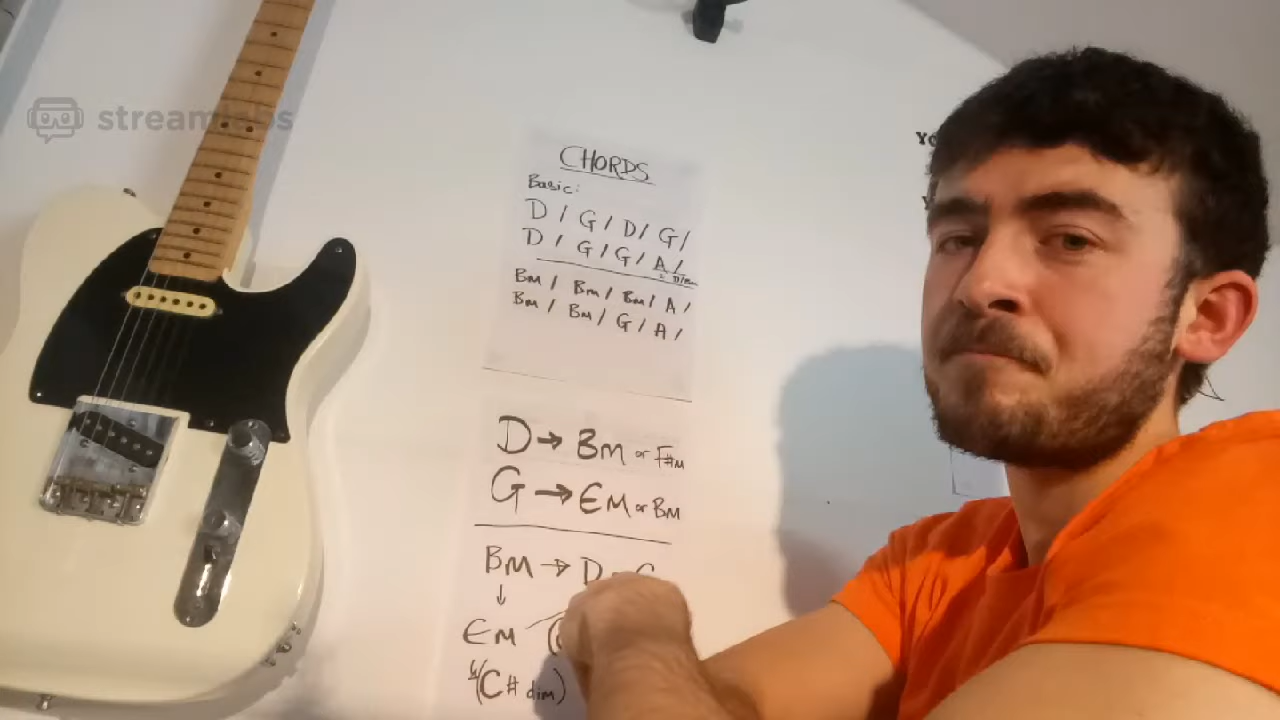 streamlabs
CHORDS
Basic:
D / G / D / G /
D / G / G / A /
Bm / Bm / Bm / A /
Bm / Bm / G / A /
D → Bm or F#m
G → Em or Bm
Bm → D
↓
Em
(C# dim)